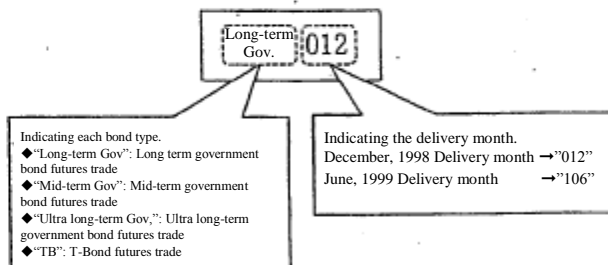 Long-term
Gov.
012
Indicating each bond type.
◆“Long-term Gov”: Long term government
bond futures trade
◆“Mid-term Gov”: Mid-term government
bond futures trade
◆“Ultra long-term Gov,”: Ultra long-term
government bond futures trade
◆“TB”: T-Bond futures trade
Indicating the delivery month.
December, 1998 Delivery month →”012”
June, 1999 Delivery month →”106”